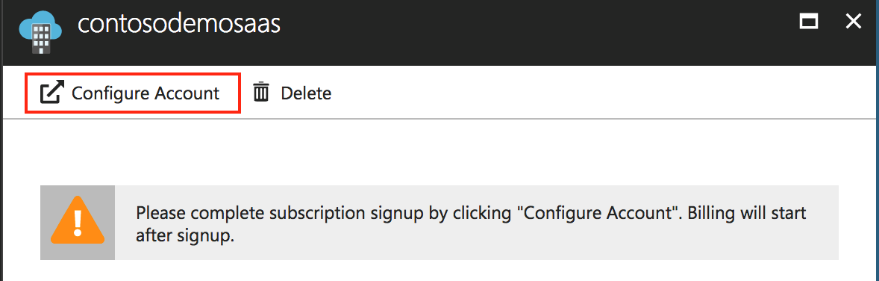 contosodemosaas
Configure Account
Delete
Please complete subscription signup by clicking "Configure Account". Billing will start
after signup.